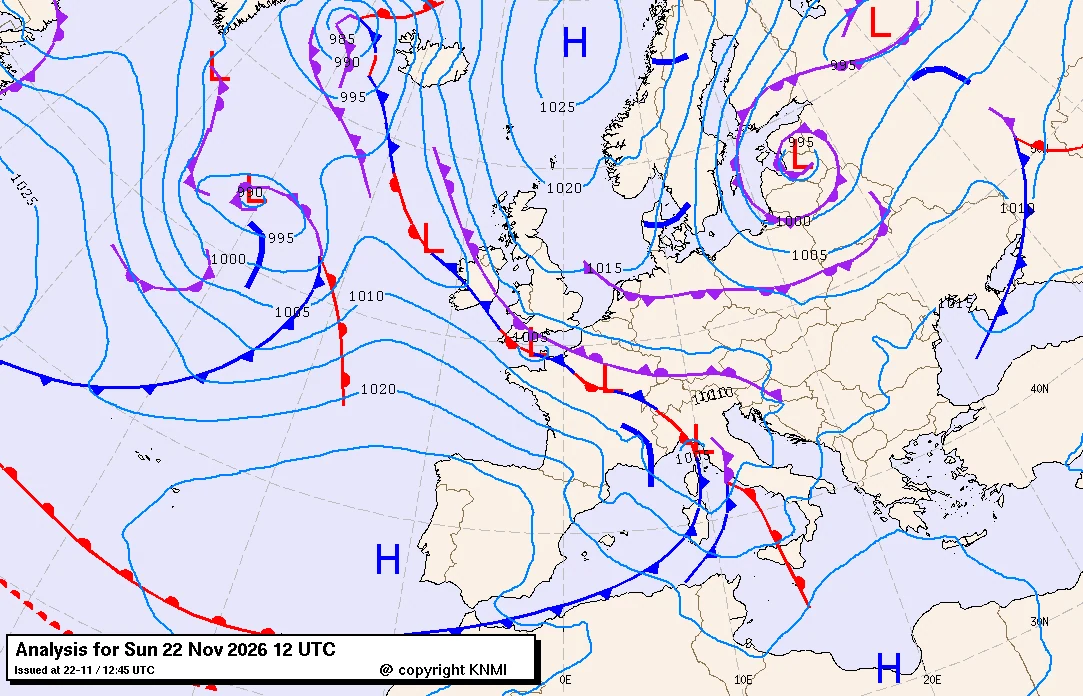 L
985
H
L
990
995
L
995
1025
995
L
1025
990
L
1020
1010
1000
995
L
1005
1000
1015
1010
1015
1005
1005
L
L
1020
1010
40N
L
H
30N
Analysis for Sun 22 Nov 2026 12 UTC
Issued at 22-11 / 12:45 UTC
@ copyright KNMI
H
0E
10E
20E